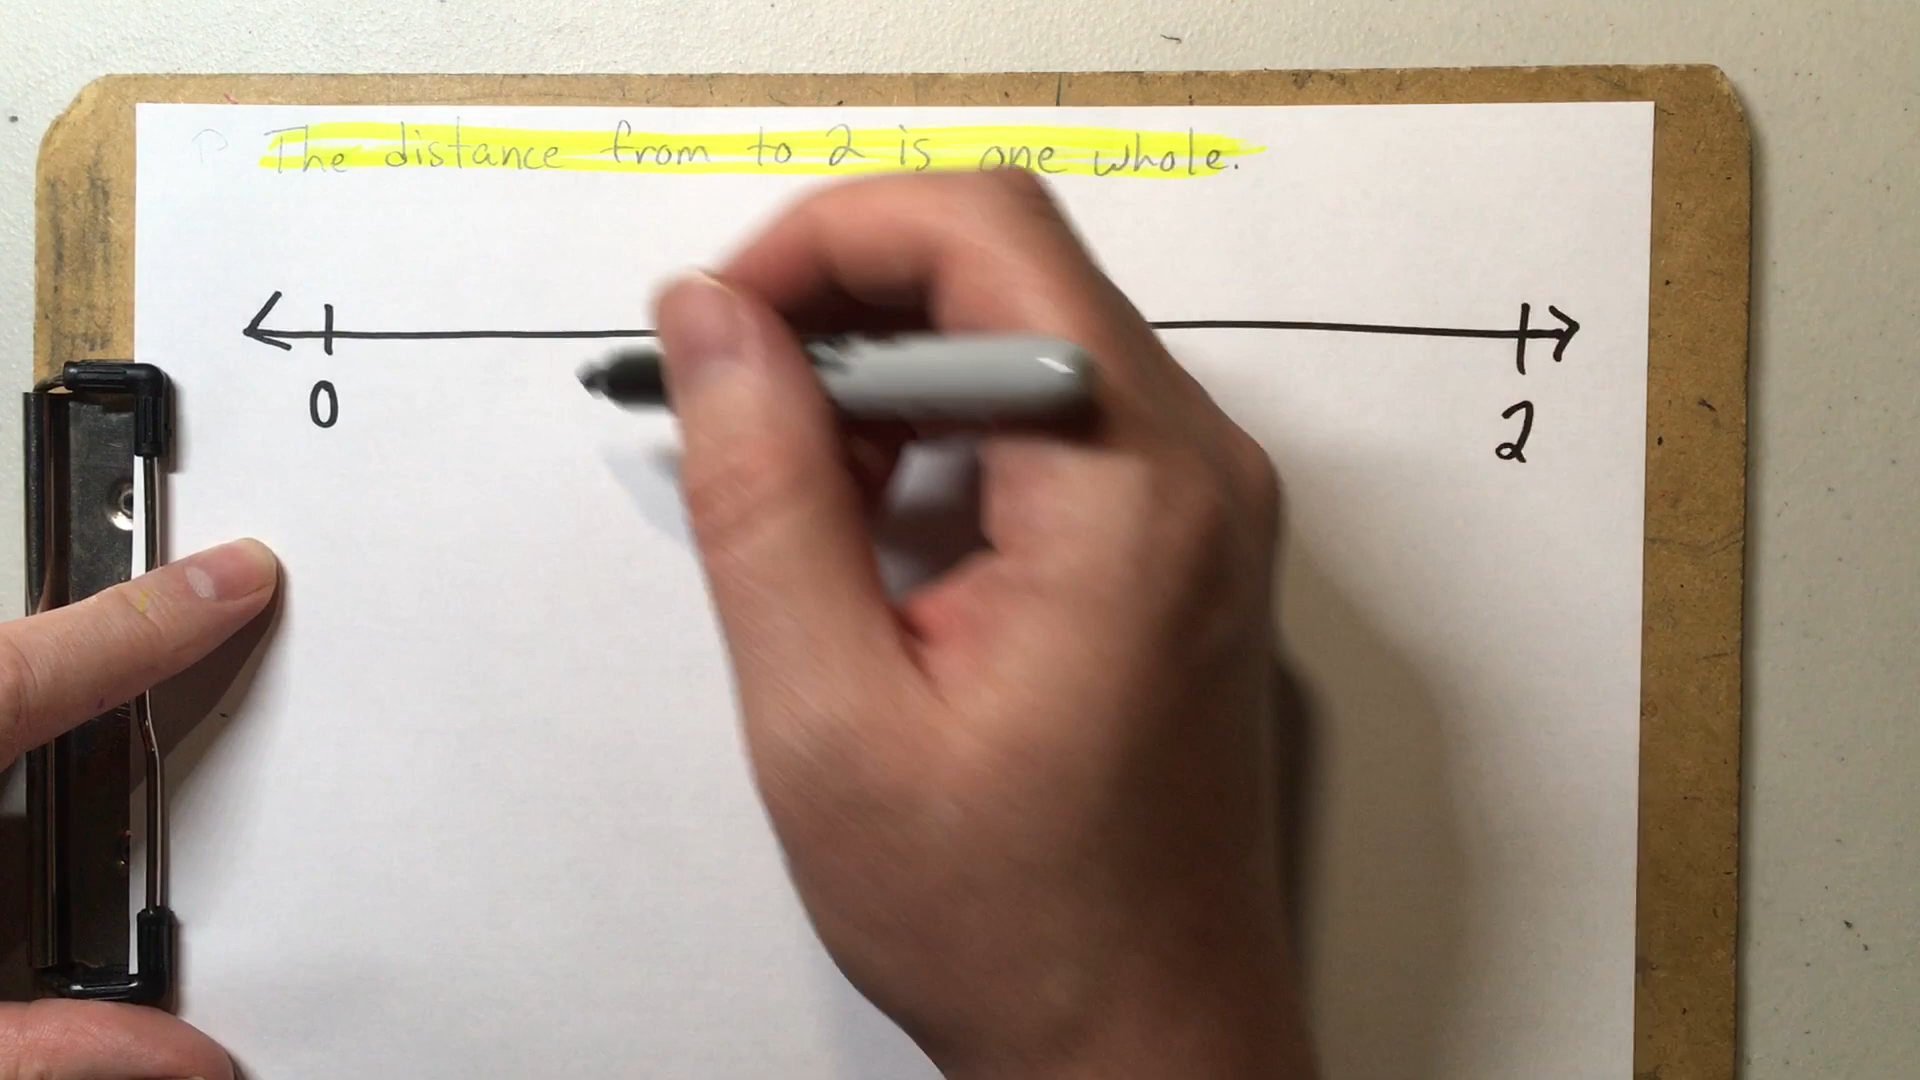 The distance from to 2 is one whole.
0 2